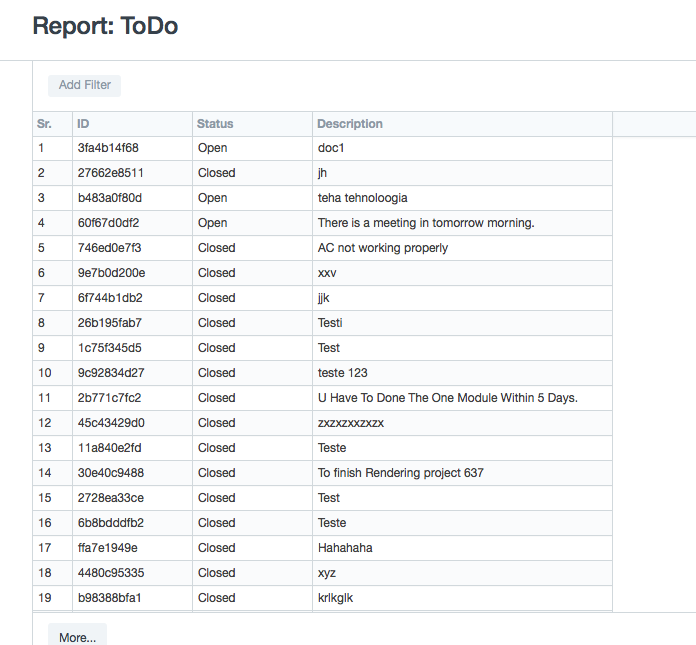 Report: ToDo
Add Filter
Sr. ID Status Description
1 3fa4b14f68 Open doc1
2 27662e8511 Closed jh
3 b483a0f80d Open teha tehnoloogia
4 60f67d0df2 Open There is a meeting in tomorrow morning.
5 746ed0e7f3 Closed AC not working properly
6 9e7b0d200e Closed xxv
7 6f744b1db2 Closed jjk
8 26b195fab7 Closed Testi
9 1c75f345d5 Closed Test
10 9c92834d27 Closed teste 123
11 2b771c7fc2 Closed U Have To Done The One Module Within 5 Days.
12 45c43429d0 Closed zxzxzxxzxzx
13 11a840e2fd Closed Teste
14 30e40c9488 Closed To finish Rendering project 637
15 2728ea33ce Closed Test
16 6b8bdddfb2 Closed Teste
17 ffa7e1949e Closed Hahahaha
18 4480c95335 Closed xyz
19 b98388bfa1 Closed krlkglk
More...